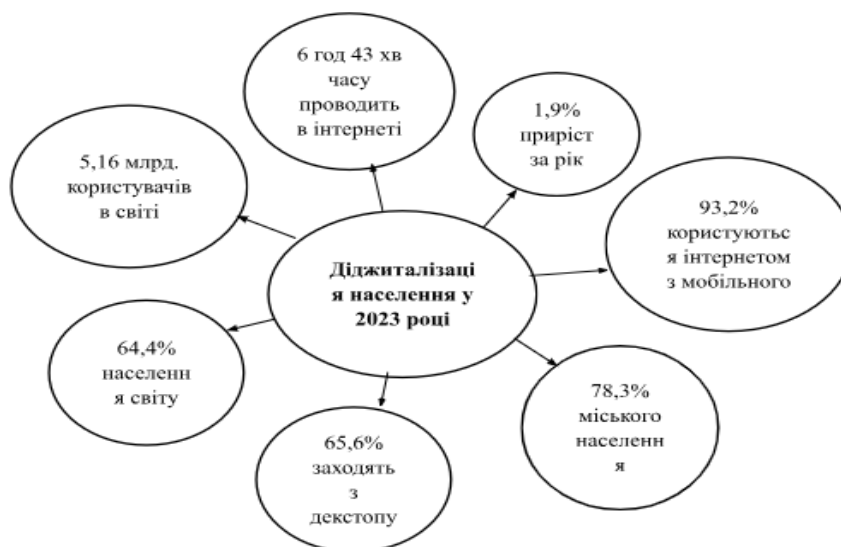 6 год 43 хв
часу
проводить
в інтернеті
1,9%
приріст
за рік
5,16 млрд.
користувачів
в світі
93,2%
користуютьс
я інтернетом
з мобільного
Діджиталізаці
я населення у
2023 році
64,4%
населенн
я світу
78,3%
міського
населенн
я
65,6%
заходять
з
декстопу